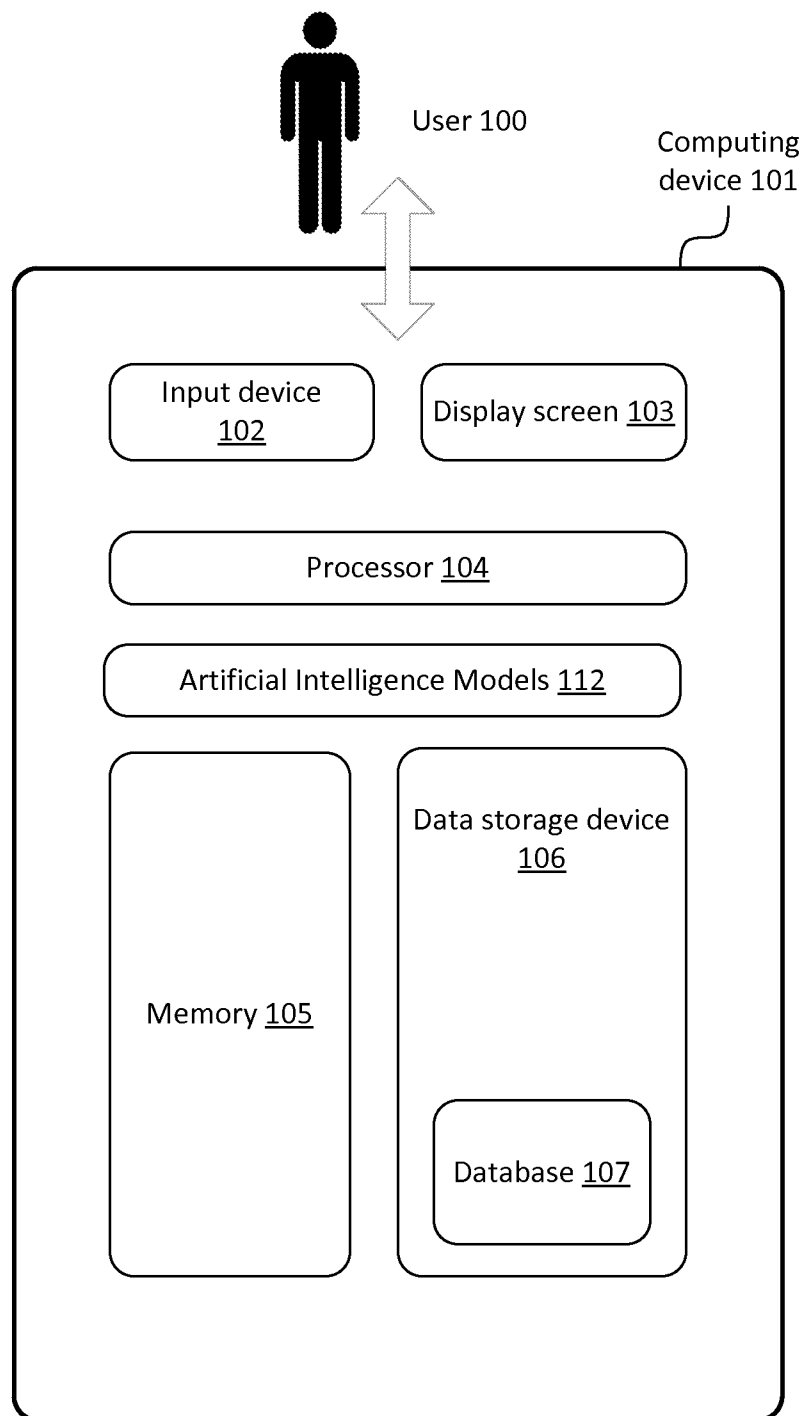 User 100
Computing
device 101
Input device
102
Display screen 103
Processor 104
Artificial Intelligence Models 112
Data storage device
106
Memory 105
Database 107